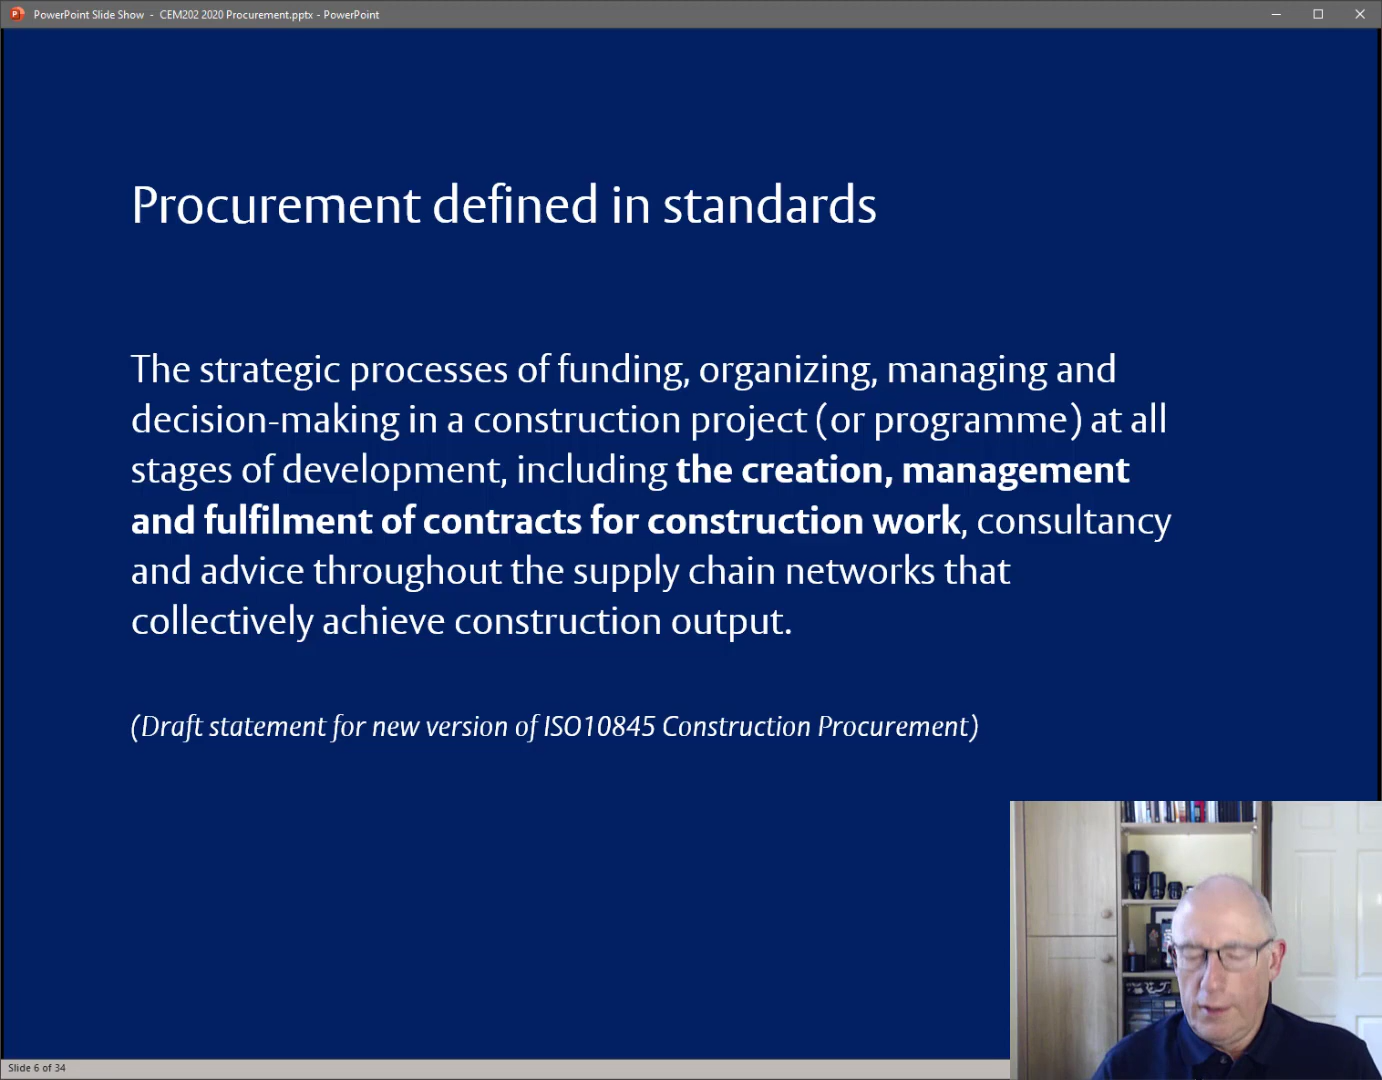 PowerPoint Slide Show - CEM202 2020 Procurement.pptx - PowerPoint
Procurement defined in standards
The strategic processes of funding, organizing, managing and
decision-making in a construction project (or programme) at all
stages of development, including the creation, management
and fulfilment of contracts for construction work, consultancy
and advice throughout the supply chain networks that
collectively achieve construction output.
(Draft statement for new version of ISO10845 Construction Procurement)
Slide 6 of 34